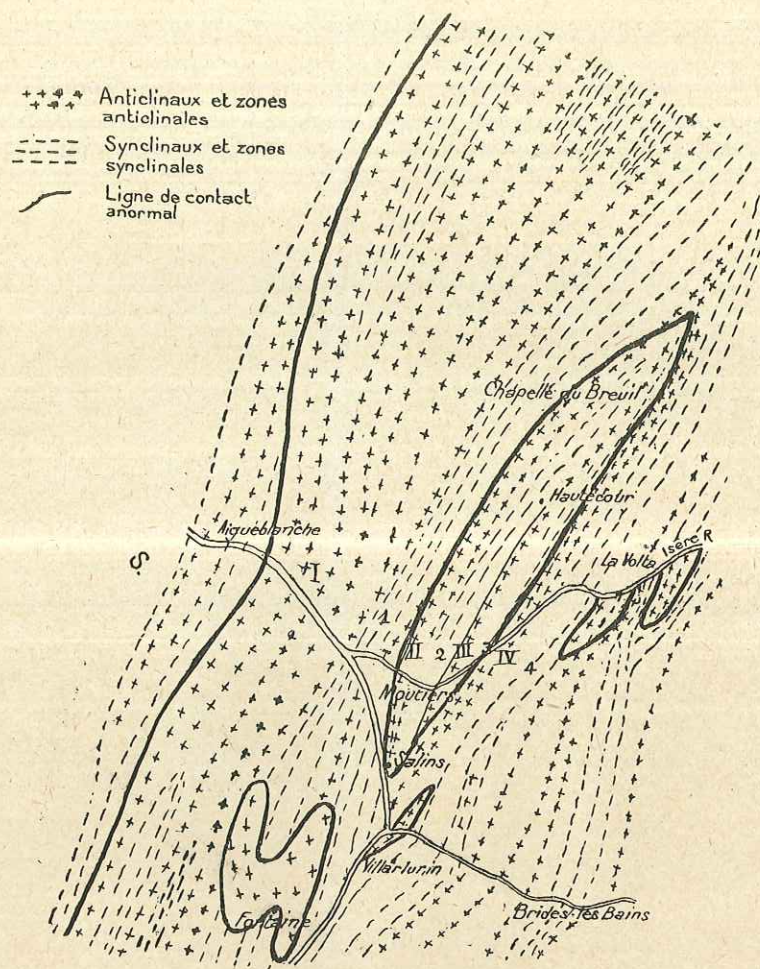 Anticlinaux et zones
anticlinales
Synclinaux et zones
synclinales
Ligne de contact
anormal
Chapelle du Breuil
Hautecour
Aigueblanche
La Volta
Isère R
S.
I
1
II
2
III
3
IV
4
Moutiers
Salins
Villarlurin
Fontaine
Brides-les Bains